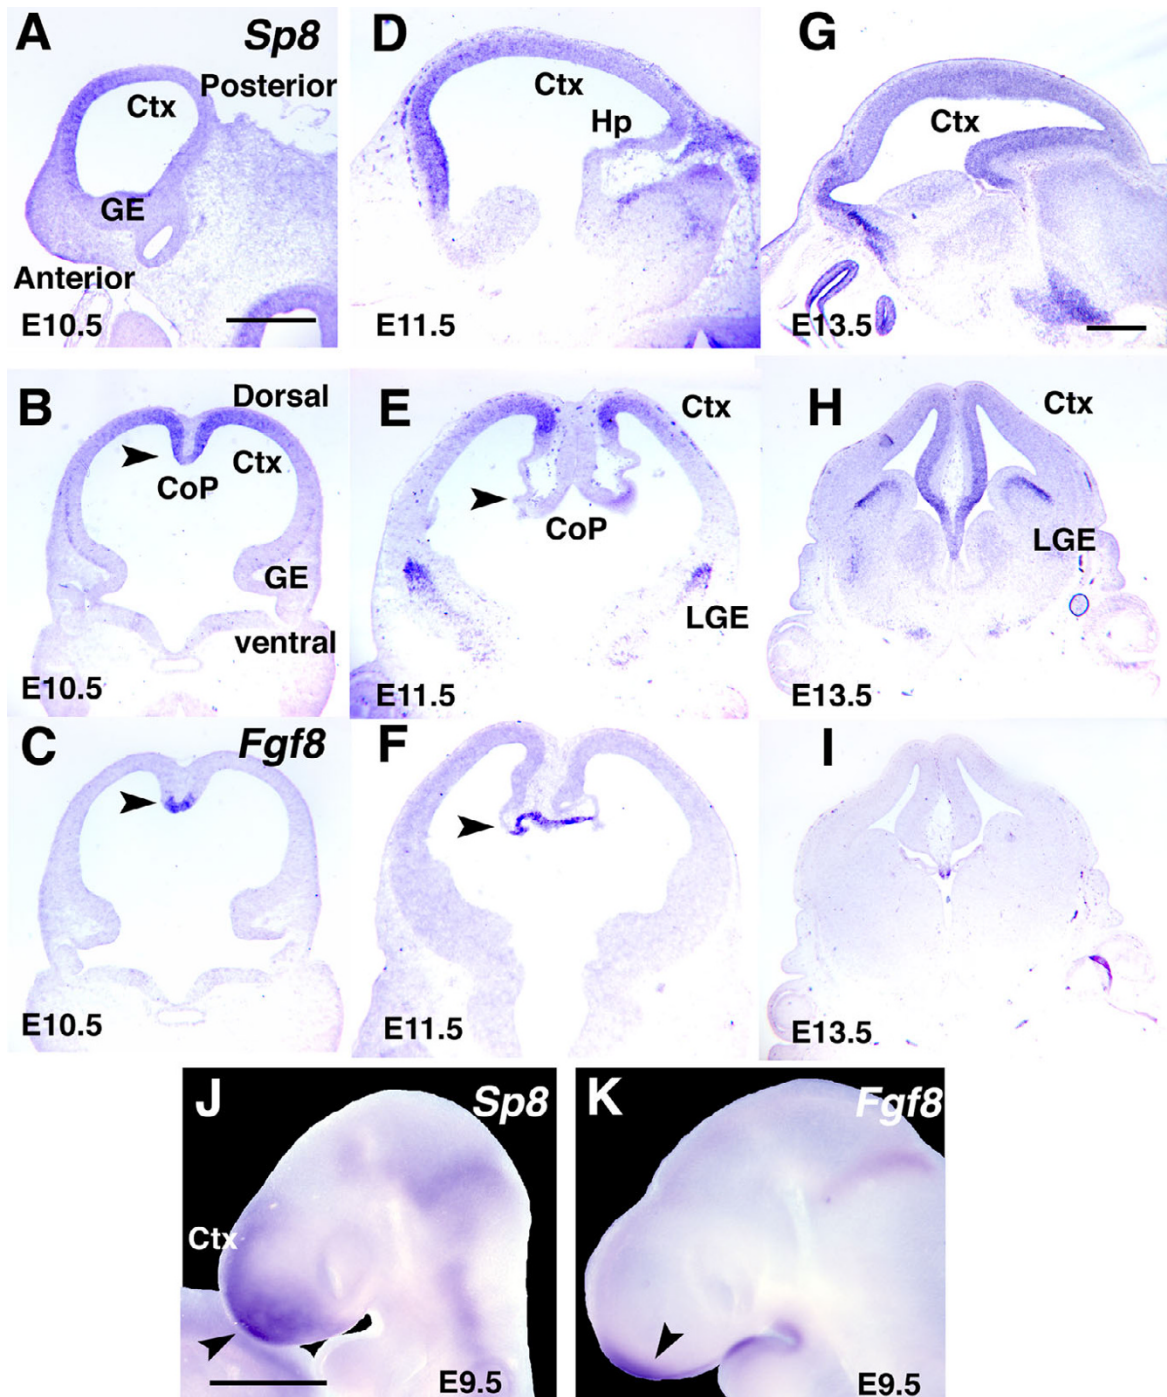 A
Sp8
Posterior
Ctx
GE
Anterior
E10.5
D
Ctx
Hp
E11.5
G
Ctx
E13.5
B
Dorsal
Ctx
CoP
GE
ventral
E10.5
E
Ctx
CoP
LGE
E11.5
H
Ctx
LGE
E13.5
C
Fgf8
E10.5
F
E11.5
I
E13.5
J
Sp8
Ctx
E9.5
K
Fgf8
E9.5